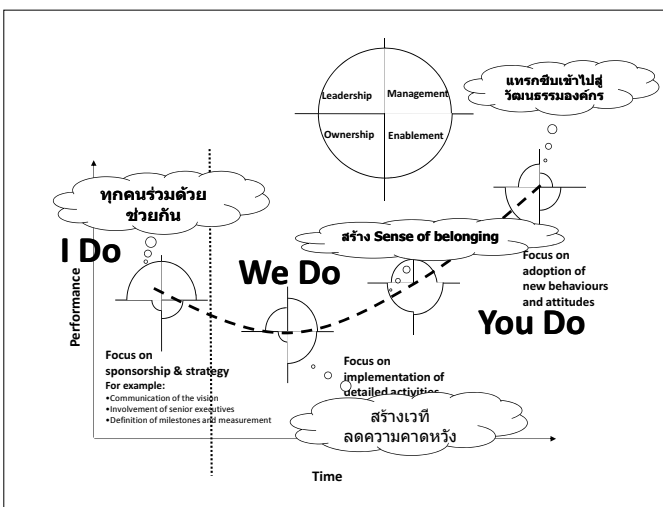 Leadership
Management
Ownership
Enablement
แทรกซึมเข้าไปสู่
วัฒนธรรมองค์กร
ทุกคนร่วมด้วย
ช่วยกัน
สร้าง Sense of belonging
I Do
We Do
You Do
Focus on
adoption of
new behaviours
and attitudes
Performance
Focus on
sponsorship & strategy
For example:
•Communication of the vision
•Involvement of senior executives
•Definition of milestones and measurement
Focus on
implementation of
detailed activities
สร้างเวที
ลดความคาดหวัง
Time